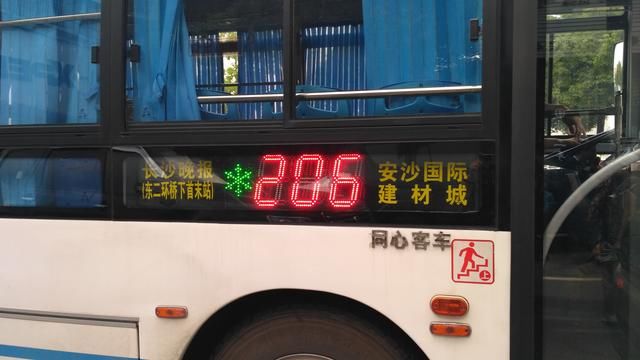 长沙晚报
(东二环桥下首末站)
206
安沙国际
建材城
同心客车
上